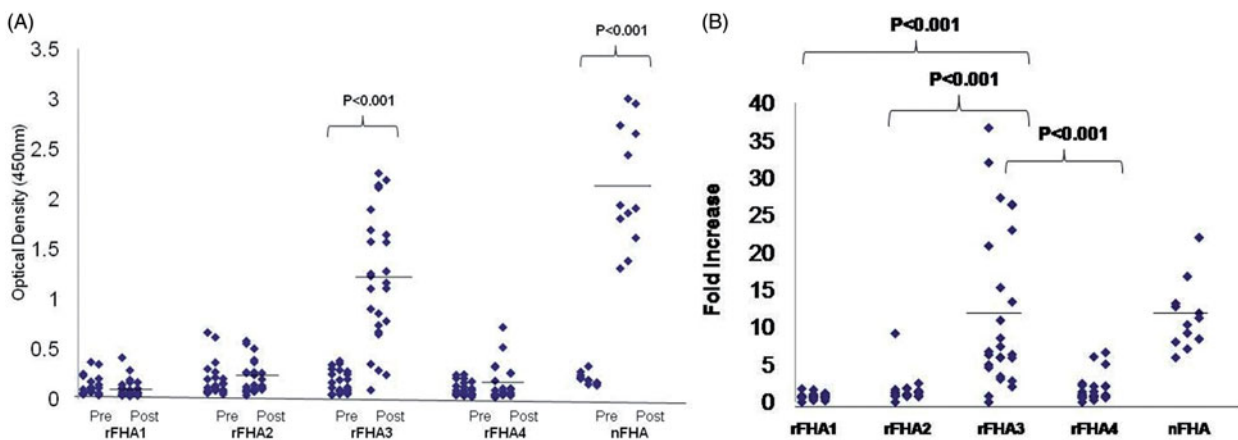 (A)
P<0.001
P<0.001
3.5
3
2.5
2
1.5
1
0.5
0
Optical Density (450nm)
Pre Post Pre Post Pre Post Pre Post Pre Post
rFHA1 rFHA2 rFHA3 rFHA4 nFHA
(B)
P<0.001
P<0.001
P<0.001
40
35
30
25
20
15
10
5
0
Fold Increase
rFHA1 rFHA2 rFHA3 rFHA4 nFHA